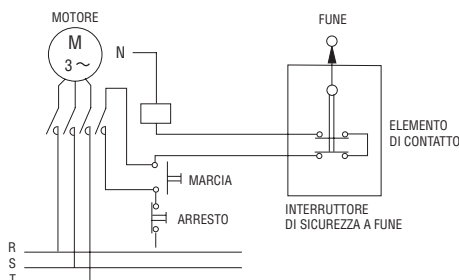 MOTORE
FUNE
M
3 ~
N
ELEMENTO
DI CONTATTO
MARCIA
ARRESTO
INTERRUTTORE
DI SICUREZZA A FUNE
R
S
T